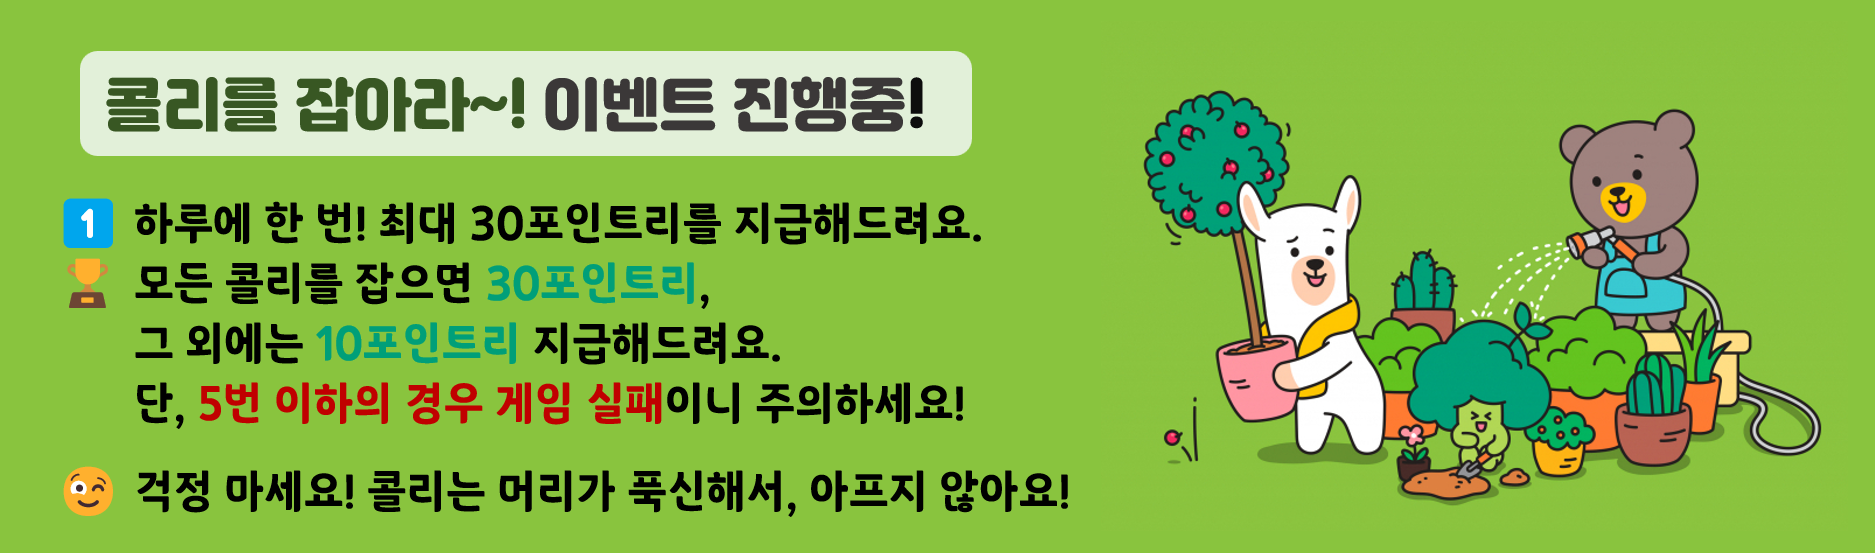 콜리를 잡아라~! 이벤트 진행중!
1 하루에 한 번! 최대 30포인트리를 지급해드려요.
모든 콜리를 잡으면 30포인트리,
그 외에는 10포인트리 지급해드려요.
단, 5번 이하의 경우 게임 실패이니 주의하세요!
걱정 마세요! 콜리는 머리가 푹신해서, 아프지 않아요!